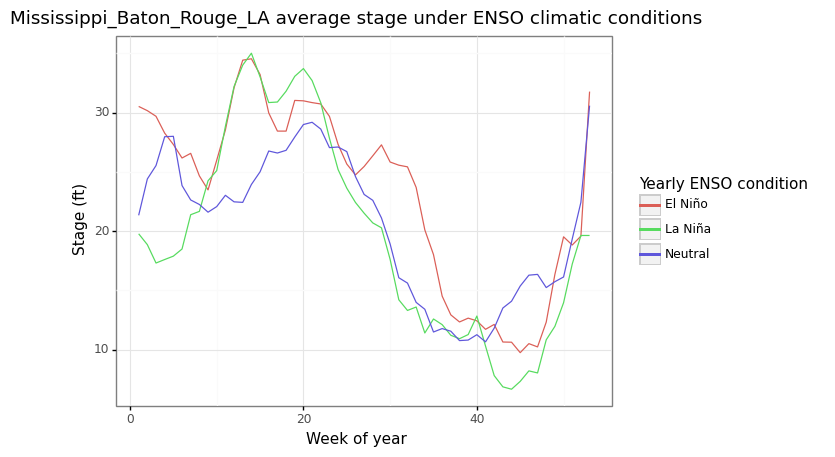 Mississippi_Baton_Rouge_LA average stage under ENSO climatic conditions
30
20
10
Stage (ft)
0
20
40
Week of year
Yearly ENSO condition
El Niño
La Niña
Neutral